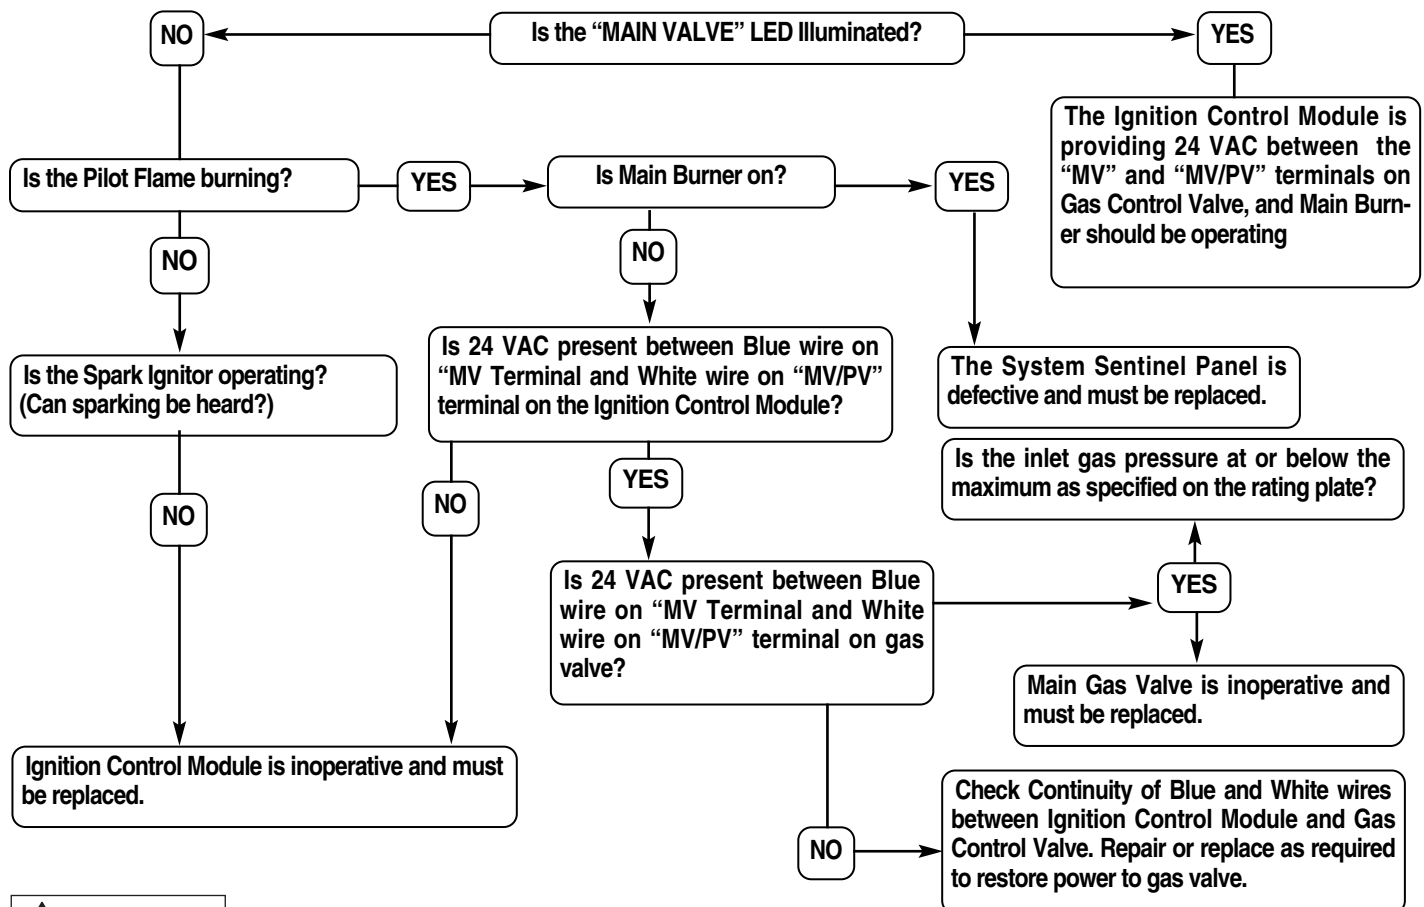 NO
Is the “MAIN VALVE” LED Illuminated?
YES
The Ignition Control Module is
providing 24 VAC between the
“MV” and “MV/PV” terminals on
Gas Control Valve, and Main Burn-
er should be operating
Is the Pilot Flame burning?
YES
Is Main Burner on?
YES
NO
NO
Is the Spark Ignitor operating?
(Can sparking be heard?)
Is 24 VAC present between Blue wire on
“MV Terminal and White wire on “MV/PV”
terminal on the Ignition Control Module?
The System Sentinel Panel is
defective and must be replaced.
Is the inlet gas pressure at or below the
maximum as specified on the rating plate?
NO
NO
YES
Is 24 VAC present between Blue
wire on “MV Terminal and White
wire on “MV/PV” terminal on gas
valve?
YES
Main Gas Valve is inoperative and
must be replaced.
Ignition Control Module is inoperative and must
be replaced.
NO
Check Continuity of Blue and White wires
between Ignition Control Module and Gas
Control Valve. Repair or replace as required
to restore power to gas valve.